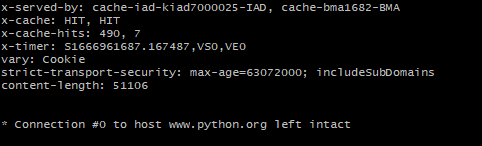 x-served-by: cache-iad-kiad7000025-IAD, cache-bma1682-BMA
x-cache: HIT, HIT
x-cache-hits: 490, 7
x-timer: S1666961687.167487,VS0,VE0
vary: Cookie
strict-transport-security: max-age=63072000; includeSubDomains
content-length: 51106
* Connection #0 to host www.python.org left intact